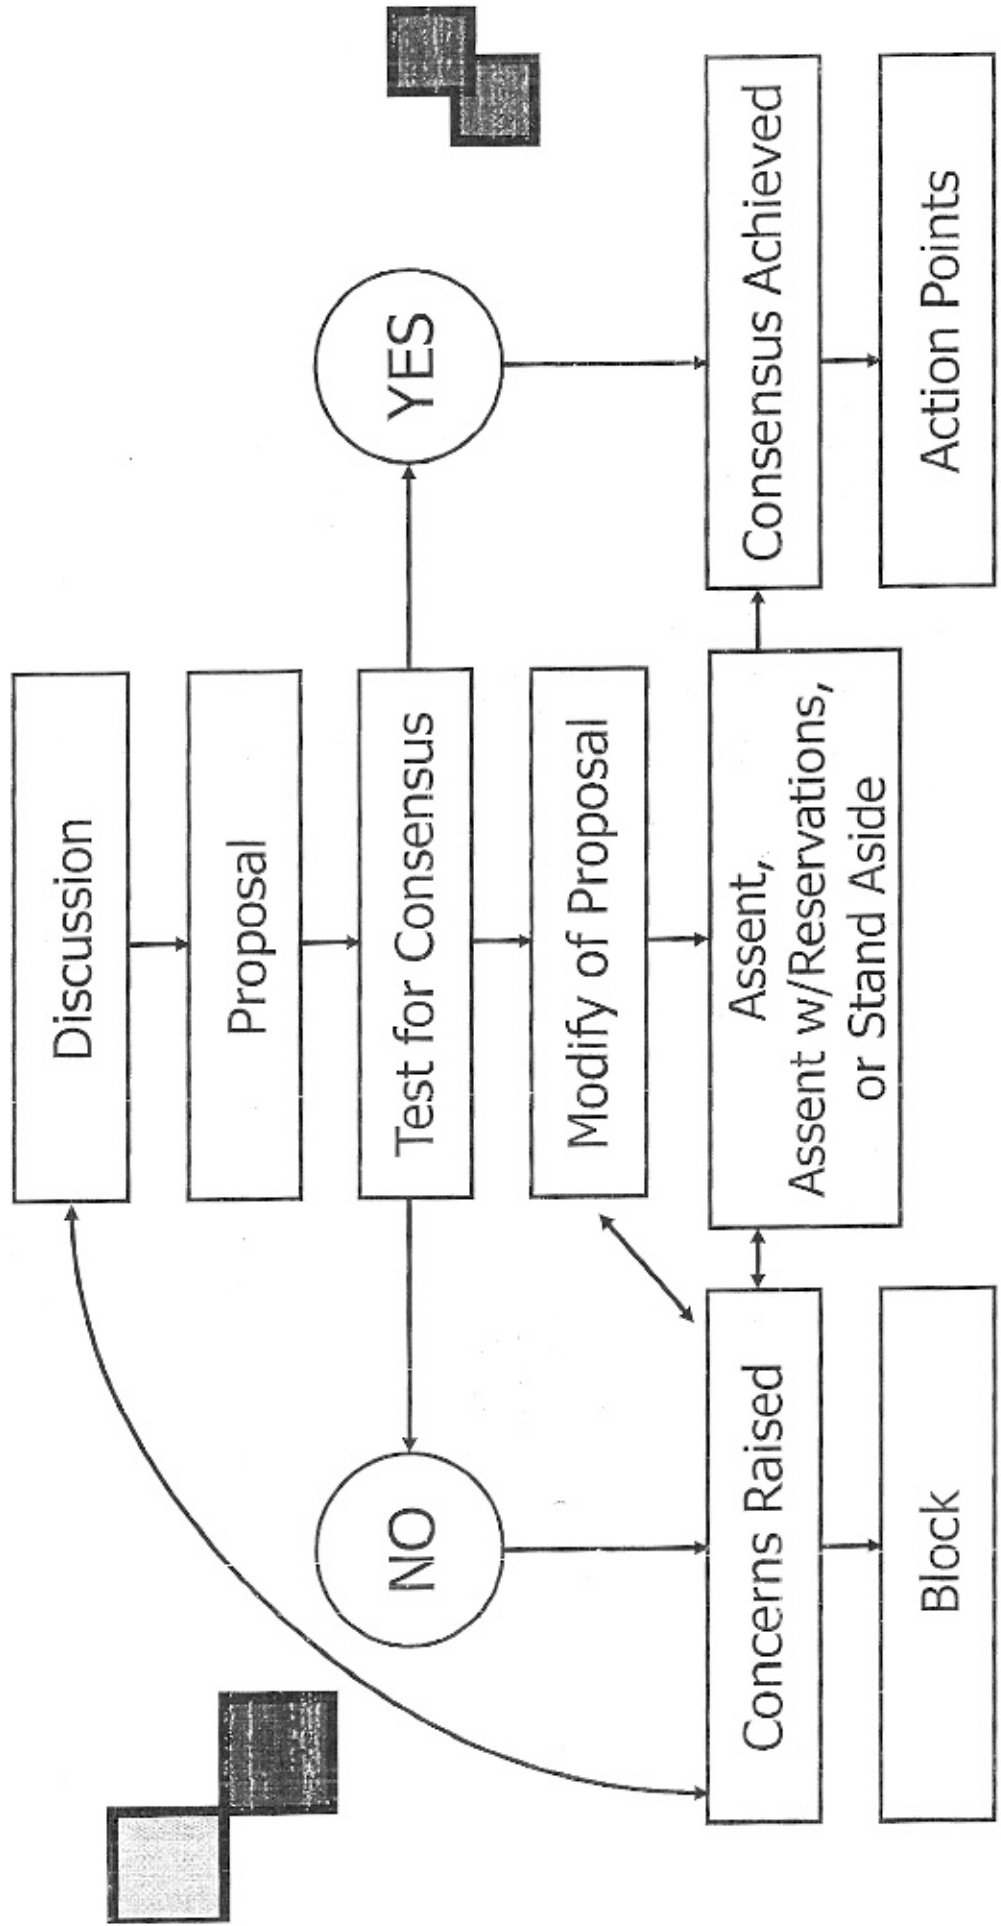 Discussion
Proposal
Test for Consensus
NO
YES
Modify of Proposal
Concerns Raised
Assent,
Assent w/Reservations,
or Stand Aside
Consensus Achieved
Block
Action Points